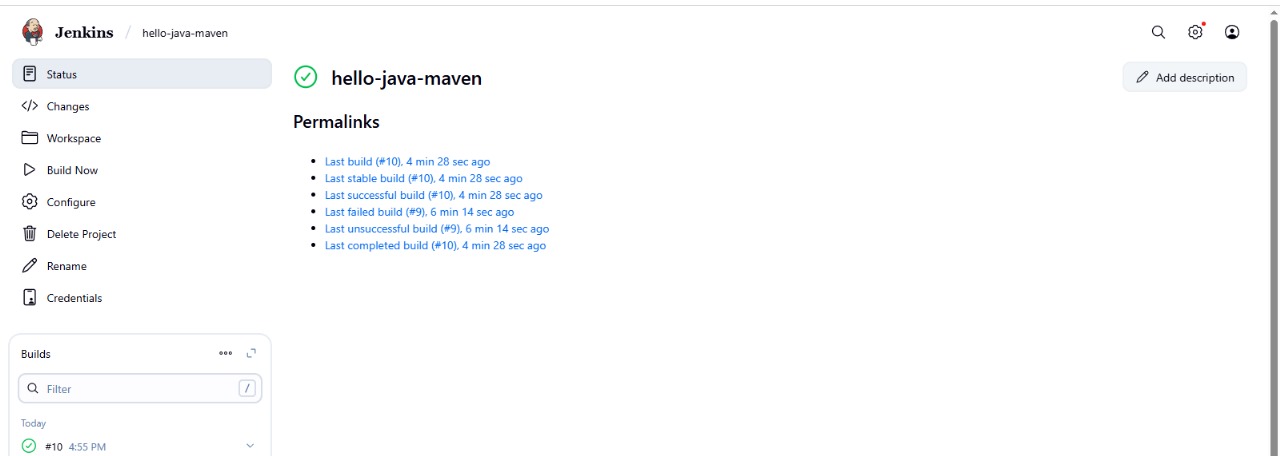 Jenkins / hello-java-maven
Status
Changes
Workspace
Build Now
Configure
Delete Project
Rename
Credentials
Builds
Filter /
Today
#10 4:55 PM
hello-java-maven
Add description
Permalinks
Last build (#10), 4 min 28 sec ago
Last stable build (#10), 4 min 28 sec ago
Last successful build (#10), 4 min 28 sec ago
Last failed build (#9), 6 min 14 sec ago
Last unsuccessful build (#9), 6 min 14 sec ago
Last completed build (#10), 4 min 28 sec ago